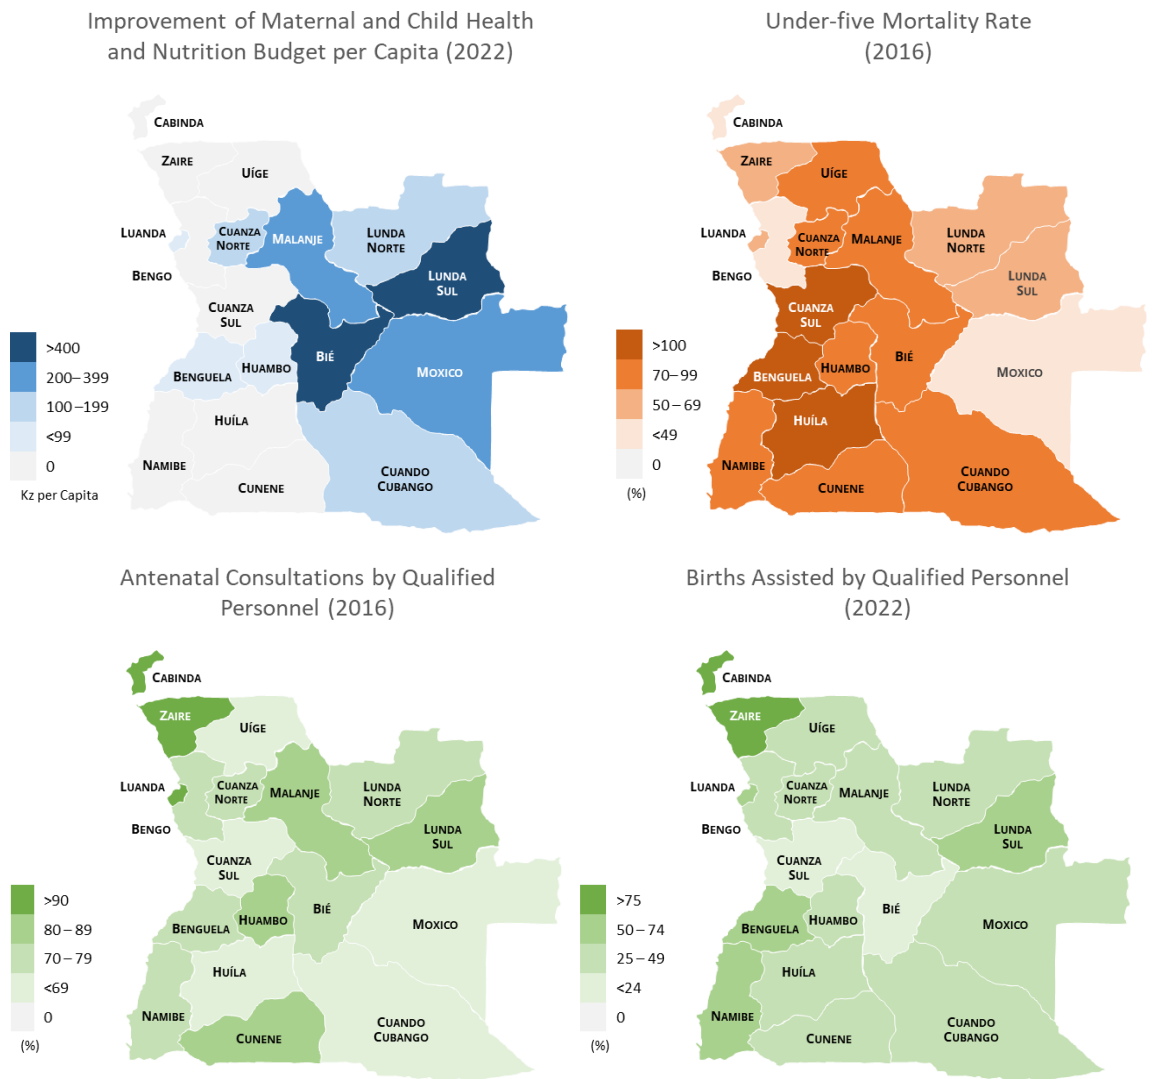 Improvement of Maternal and Child Health
and Nutrition Budget per Capita (2022)
CABINDA
ZAIRE
UÍGE
LUANDA
CUANZA
NORTE
MALANJE
LUNDA
NORTE
BENGO
LUNDA
SUL
CUANZA
SUL
BIÉ
BENGUELA
HUAMBO
MOXICO
HUÍLA
NAMIBE
CUNENE
CUANDO
CUBANGO
>400
200–399
100–199
<99
0
Kz per Capita
Under-five Mortality Rate
(2016)
CABINDA
ZAIRE
UÍGE
LUANDA
CUANZA
NORTE
MALANJE
LUNDA
NORTE
BENGO
LUNDA
SUL
CUANZA
SUL
BIÉ
BENGUELA
HUAMBO
MOXICO
HUÍLA
NAMIBE
CUNENE
CUANDO
CUBANGO
>100
70–99
50–69
<49
0
(%)
Antenatal Consultations by Qualified
Personnel (2016)
CABINDA
ZAIRE
UÍGE
LUANDA
CUANZA
NORTE
MALANJE
LUNDA
NORTE
BENGO
LUNDA
SUL
CUANZA
SUL
BIÉ
BENGUELA
HUAMBO
MOXICO
HUÍLA
NAMIBE
CUNENE
CUANDO
CUBANGO
>90
80–89
70–79
<69
0
(%)
Births Assisted by Qualified Personnel
(2022)
CABINDA
ZAIRE
UÍGE
LUANDA
CUANZA
NORTE
MALANJE
LUNDA
NORTE
BENGO
LUNDA
SUL
CUANZA
SUL
BIÉ
BENGUELA
HUAMBO
MOXICO
HUÍLA
NAMIBE
CUNENE
CUANDO
CUBANGO
>75
50–74
25–49
<24
0
(%)